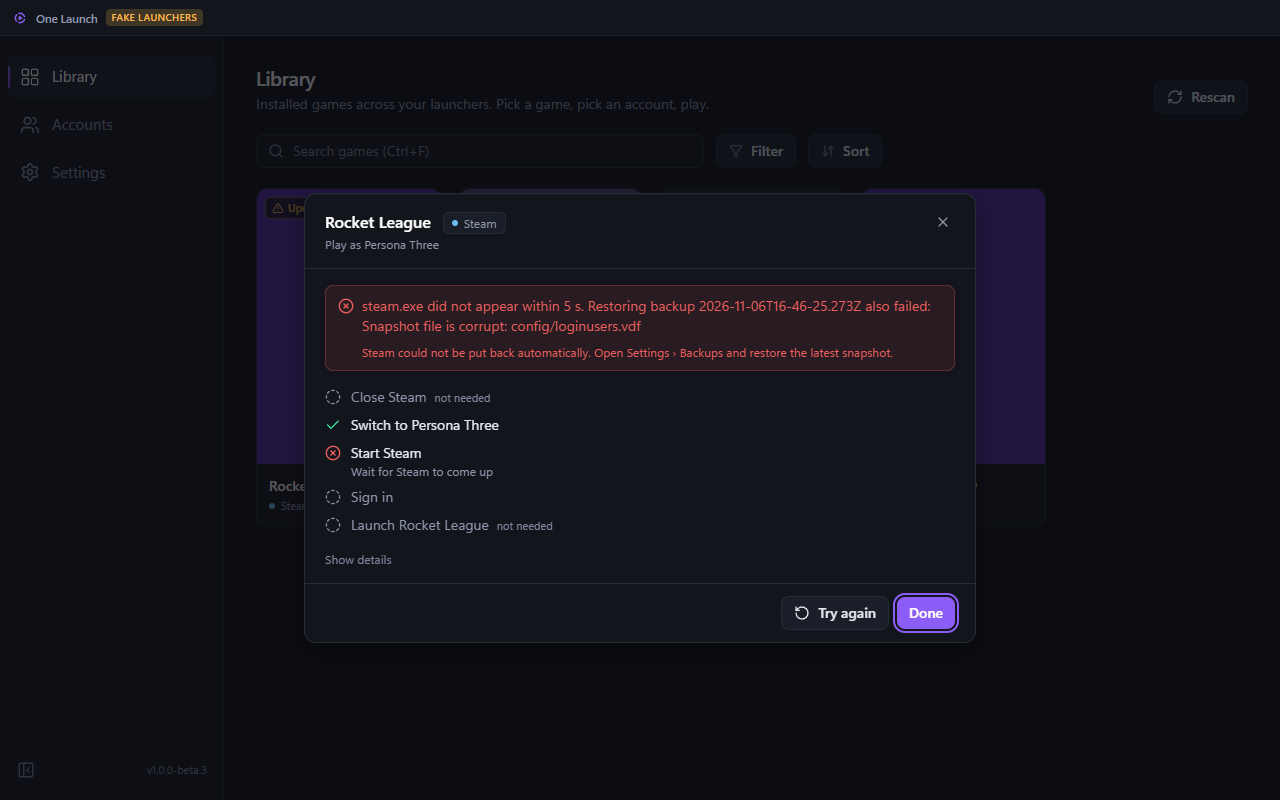 One Launch FAKE LAUNCHERS
Library
Accounts
Settings
Library
Installed games across your launchers. Pick a game, pick an account, play.
Rescan
Search games (Ctrl+F)
Filter
Sort
Rocket League Steam
Play as Persona Three
steam.exe did not appear within 5 s. Restoring backup 2026-11-06T16-46-25.273Z also failed:
Snapshot file is corrupt: config/loginusers.vdf
Steam could not be put back automatically. Open Settings › Backups and restore the latest snapshot.
Close Steam not needed
Switch to Persona Three
Start Steam
Wait for Steam to come up
Sign in
Launch Rocket League not needed
Show details
Try again
Done
v1.0.0-beta.3